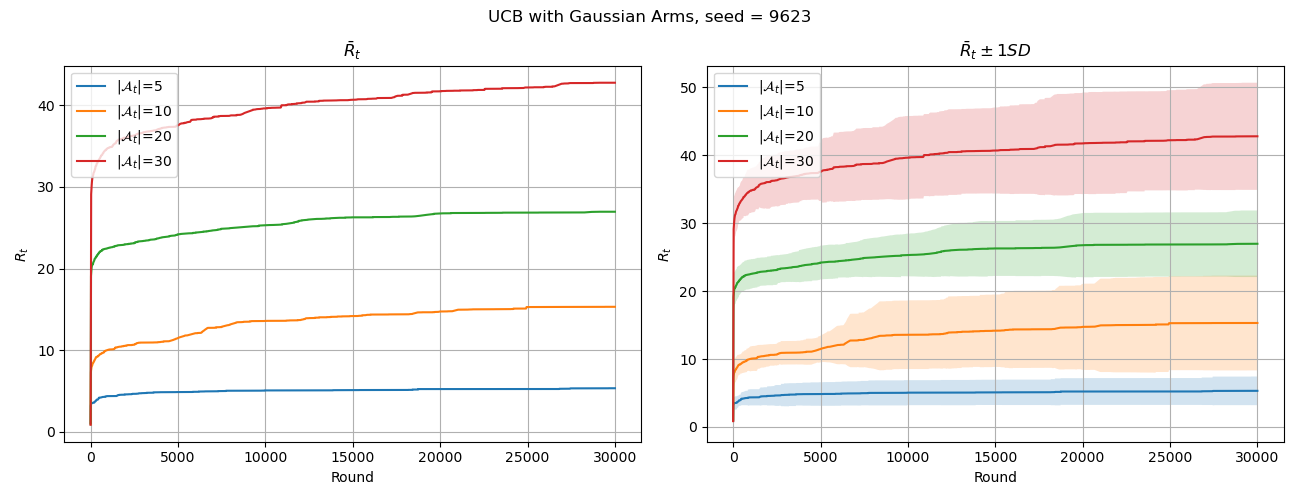 UCB with Gaussian Arms, seed = 9623
R̄ₜ
R̄ₜ ± 1SD
|𝒜ₜ|=5
|𝒜ₜ|=10
|𝒜ₜ|=20
|𝒜ₜ|=30
|𝒜ₜ|=5
|𝒜ₜ|=10
|𝒜ₜ|=20
|𝒜ₜ|=30
40
30
20
10
0
Rₜ
50
40
30
20
10
0
Rₜ
0 5000 10000 15000 20000 25000 30000
Round
0 5000 10000 15000 20000 25000 30000
Round